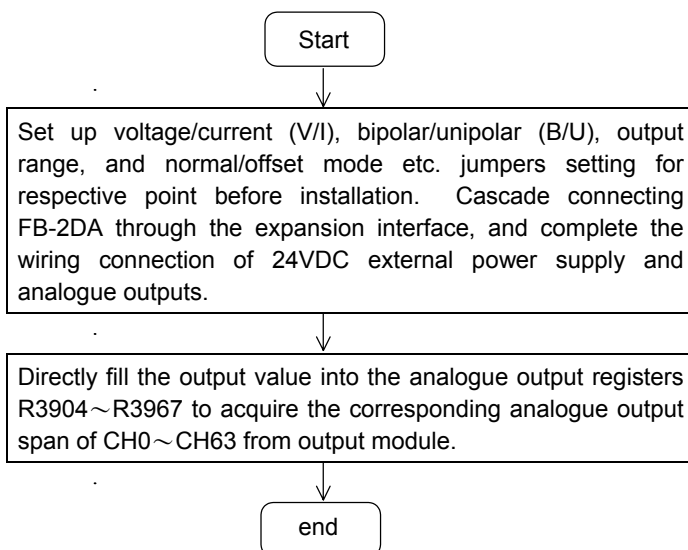 Start
Set up voltage/current (V/I), bipolar/unipolar (B/U), output
range, and normal/offset mode etc. jumpers setting for
respective point before installation. Cascade connecting
FB-2DA through the expansion interface, and complete the
wiring connection of 24VDC external power supply and
analogue outputs.
Directly fill the output value into the analogue output registers
R3904～R3967 to acquire the corresponding analogue output
span of CH0～CH63 from output module.
end